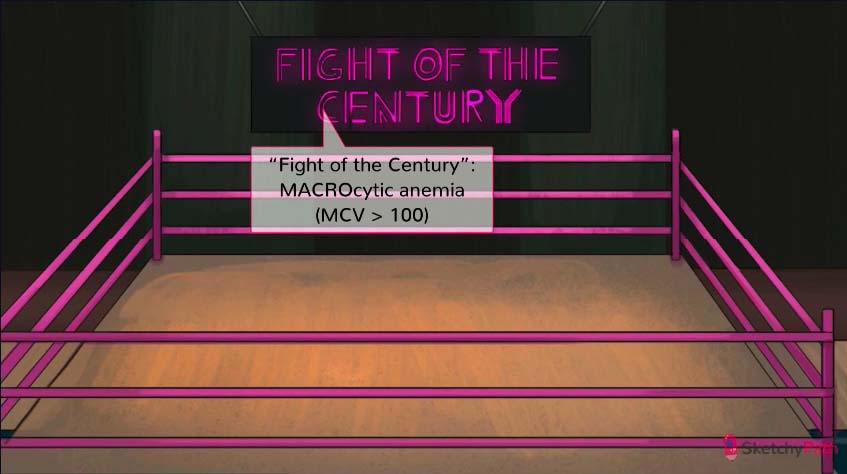 FIGHT OF THE
CENTURY
“Fight of the Century”:
MACROcytic anemia
(MCV > 100)